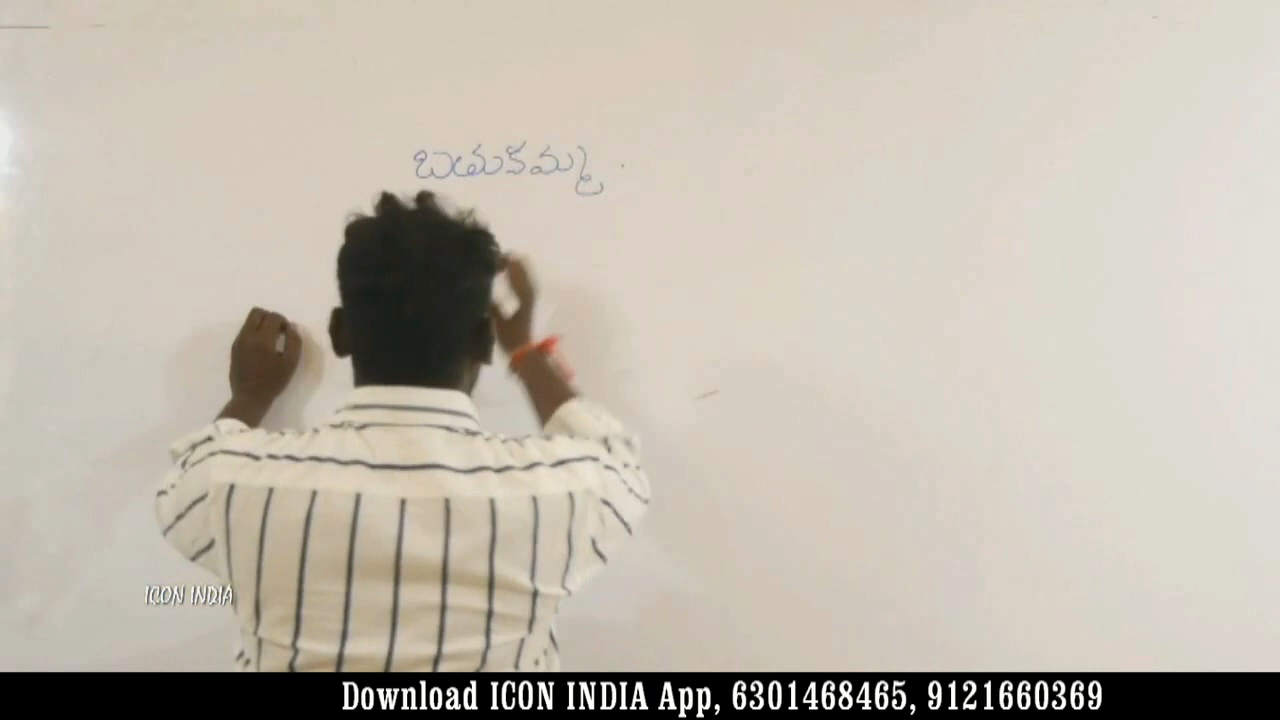 బతుకమ్మ
ICON INDIA
Download ICON INDIA App, 6301468465, 9121660369